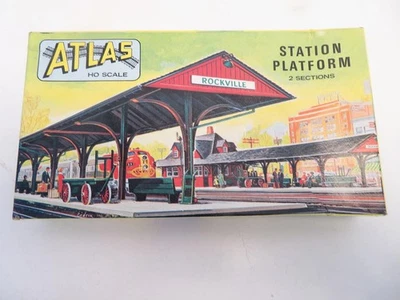 ATLAS
HO SCALE
STATION
PLATFORM
2 SECTIONS
ROCKVILLE